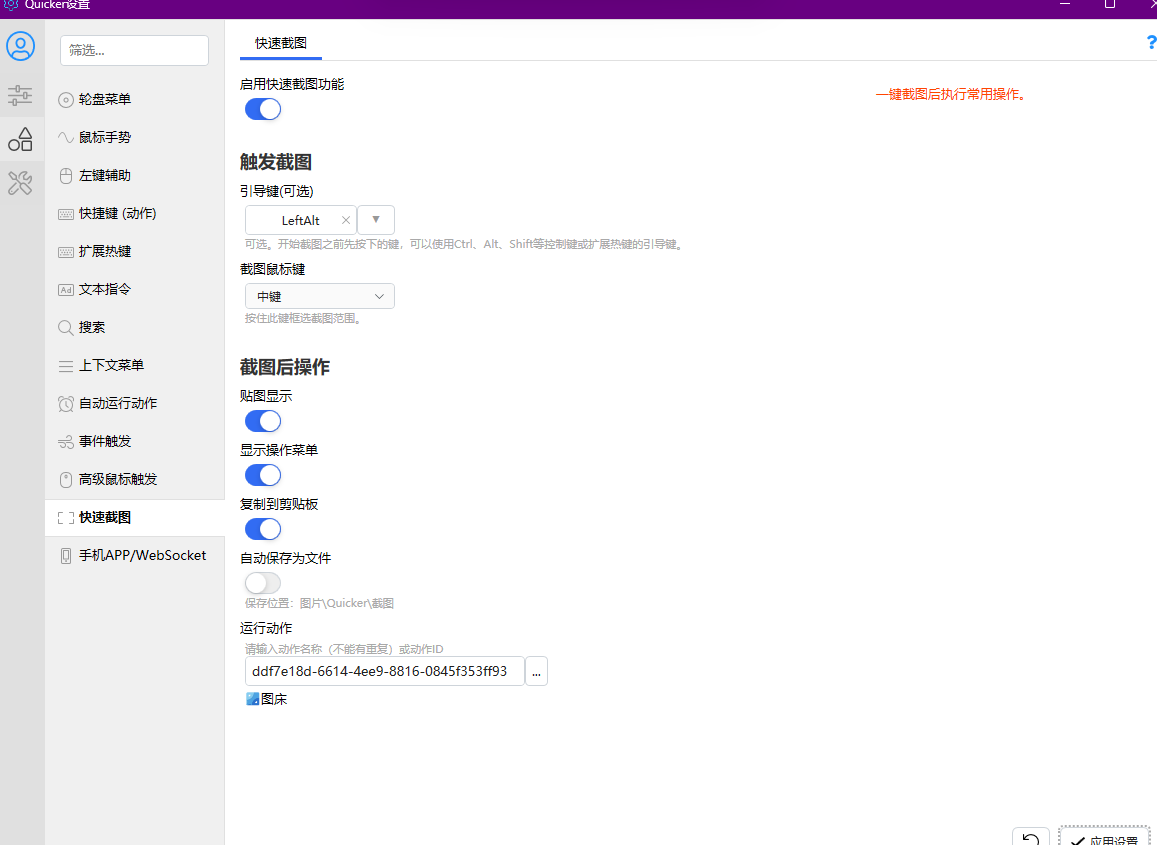 Quicker设置
筛选...
轮盘菜单
鼠标手势
左键辅助
快捷键 (动作)
扩展热键
Ad 文本指令
搜索
上下文菜单
自动运行动作
事件触发
高级鼠标触发
快速截图
手机APP/WebSocket
快速截图
?
启用快速截图功能
一键截图后执行常用操作。
触发截图
引导键(可选)
LeftAlt
可选。开始截图之前先按下的键，可以使用Ctrl、Alt、Shift等控制键或扩展热键的引导键。
截图鼠标键
中键
按住此键框选截图范围。
截图后操作
贴图显示
显示操作菜单
复制到剪贴板
自动保存为文件
保存位置：图片\Quicker\截图
运行动作
请输入动作名称（不能有重复）或动作ID
ddf7e18d-6614-4ee9-8816-0845f353ff93
...
图床
应用设置